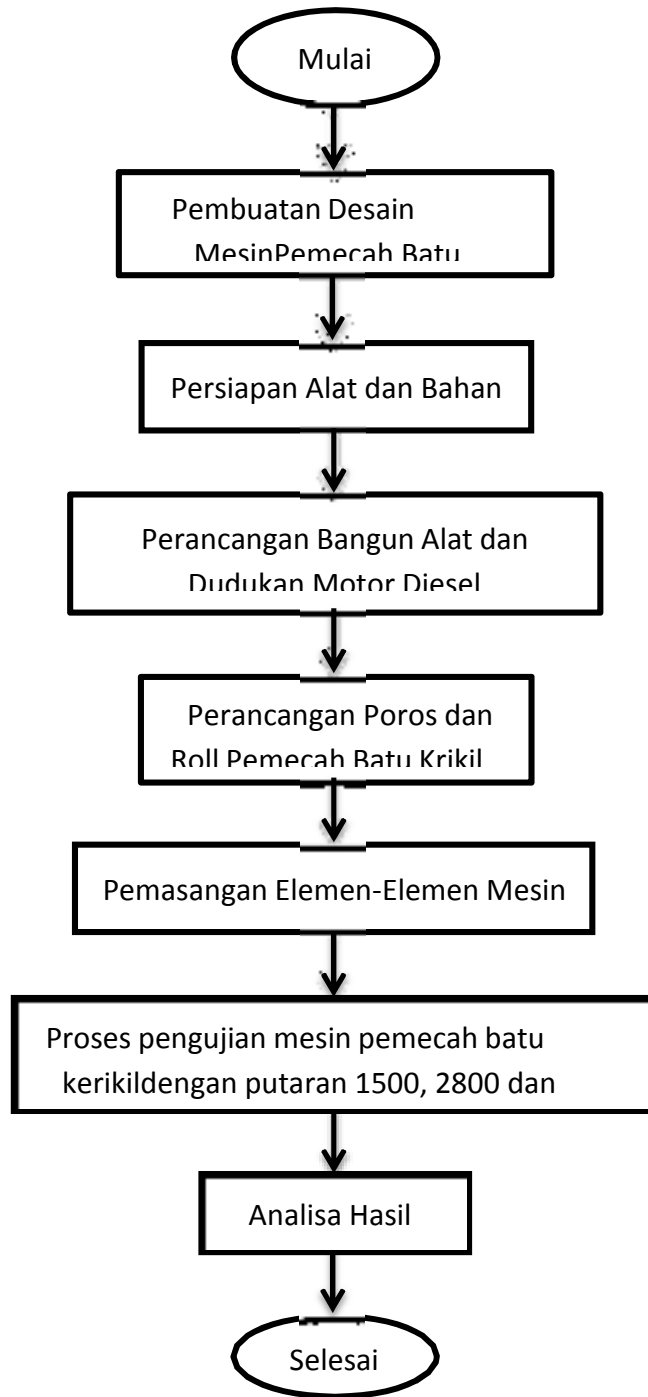 Mulai
Pembuatan Desain
MesinPemecah Batu
Persiapan Alat dan Bahan
Perancangan Bangun Alat dan
Dudukan Motor Diesel
Perancangan Poros dan
Roll Pemecah Batu Krikil
Pemasangan Elemen-Elemen Mesin
Proses pengujian mesin pemecah batu
kerikildengan putaran 1500, 2800 dan
Analisa Hasil
Selesai